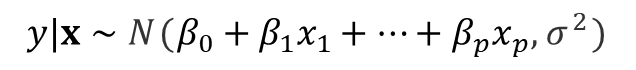 y|𝐱 ~ N(β₀ + β₁x₁ + ⋯ + βₚxₚ, σ²)